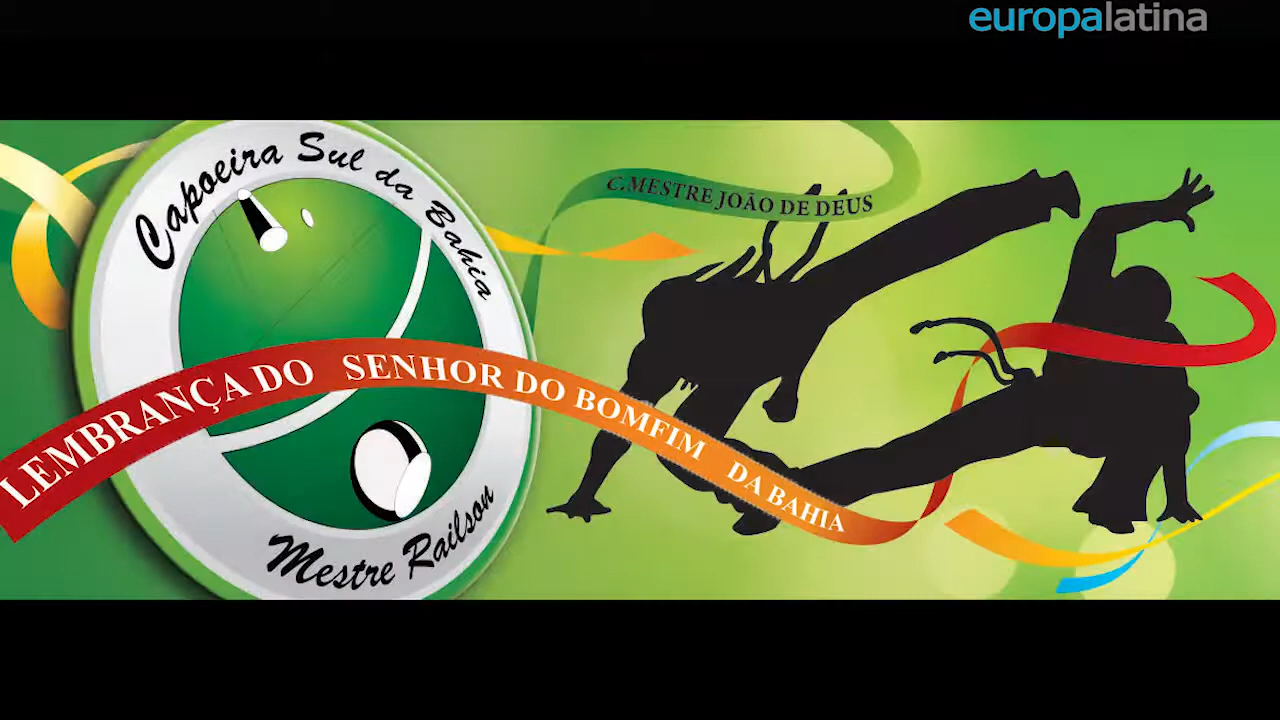 europalatina
Capoeira Sul da Bahia
C.MESTRE JOÃO DE DEUS
LEMBRANÇA DO SENHOR DO BOMFIM DA BAHIA
Mestre Railson